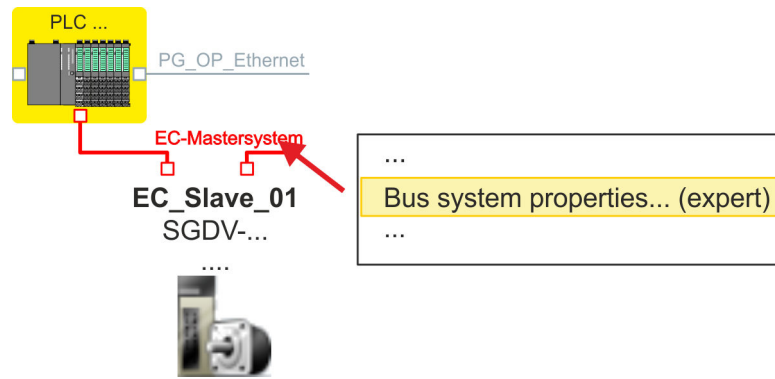 PLC ...
PG_OP_Ethernet
EC-Mastersystem
EC_Slave_01
SGDV-...
....
...
Bus system properties... (expert)
...